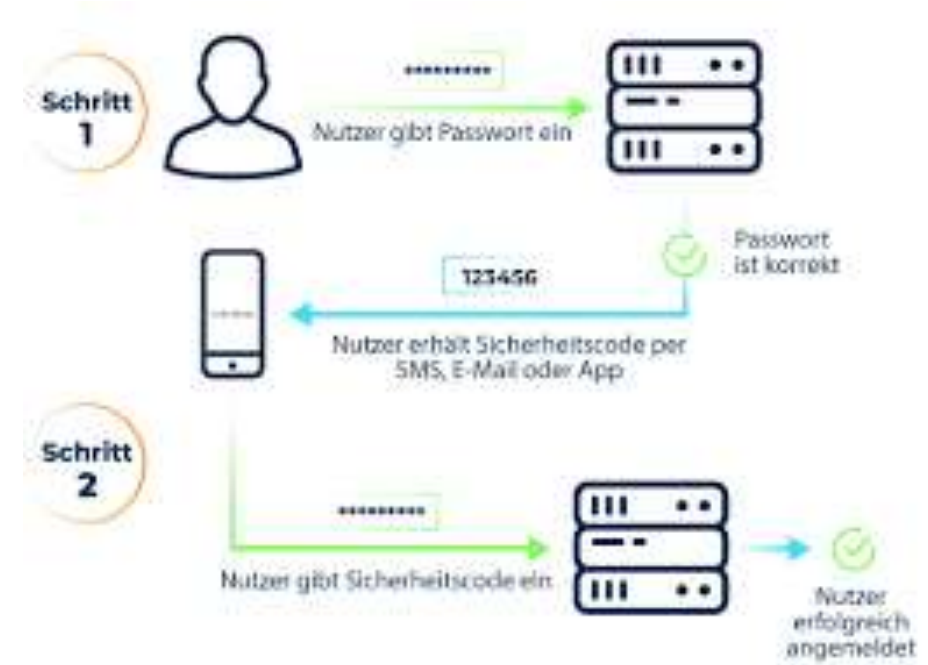 Schritt
1
•••••••••
Nutzer gibt Passwort ein
Passwort
ist korrekt
123456
Nutzer erhält Sicherheitscode per
SMS, E-Mail oder App
Schritt
2
•••••••••
Nutzer gibt Sicherheitscode ein
Nutzer
erfolgreich
angemeldet